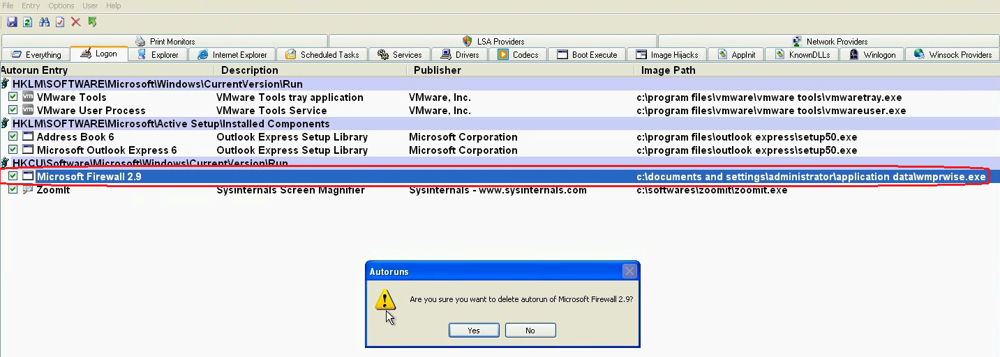 File Entry Options User Help
Print Monitors LSA Providers Network Providers
Everything Logon Explorer Internet Explorer Scheduled Tasks Services Drivers Codecs Boot Execute Image Hijacks AppInit KnownDLLs Winlogon Winsock Providers
Autorun Entry Description Publisher Image Path
HKLM\SOFTWARE\Microsoft\Windows\CurrentVersion\Run
VMware Tools VMware Tools tray application VMware, Inc. c:\program files\vmware\vmware tools\vmwaretray.exe
VMware User Process VMware Tools Service VMware, Inc. c:\program files\vmware\vmware tools\vmwareuser.exe
HKLM\SOFTWARE\Microsoft\Active Setup\Installed Components
Address Book 6 Outlook Express Setup Library Microsoft Corporation c:\program files\outlook express\setup50.exe
Microsoft Outlook Express 6 Outlook Express Setup Library Microsoft Corporation c:\program files\outlook express\setup50.exe
HKCU\Software\Microsoft\Windows\CurrentVersion\Run
Microsoft Firewall 2.9 c:\documents and settings\administrator\application data\wmprwise.exe
ZoomIt Sysinternals Screen Magnifier Sysinternals - www.sysinternals.com c:\softwares\zoomit\zoomit.exe
Autoruns
Are you sure you want to delete autorun of Microsoft Firewall 2.9?
Yes No